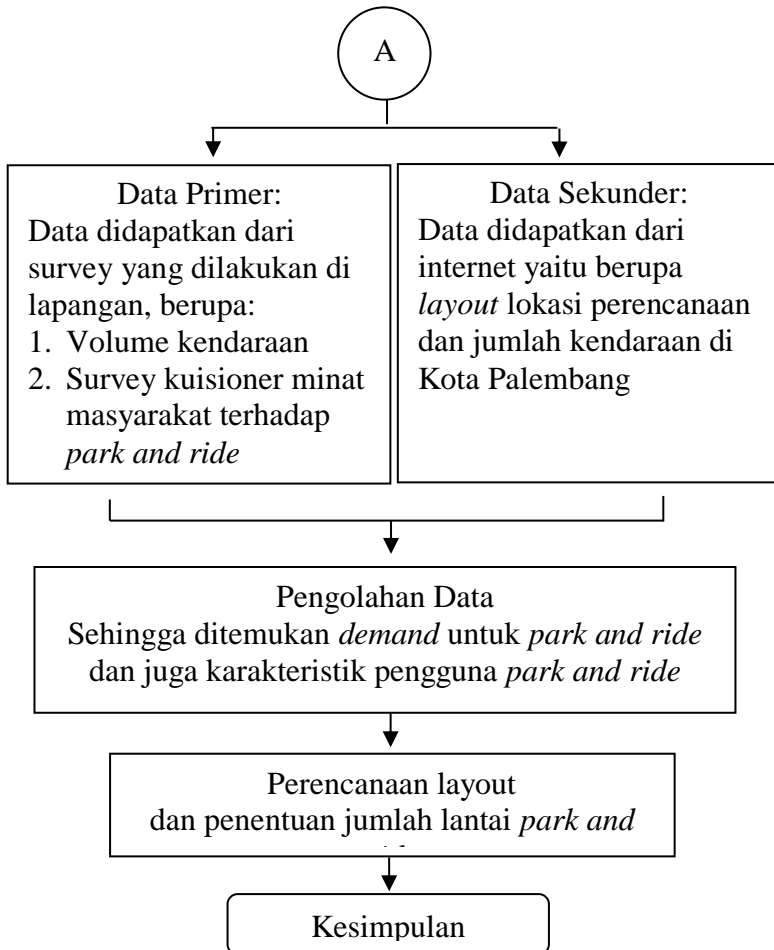 A
Data Primer:
Data didapatkan dari
survey yang dilakukan di
lapangan, berupa:
1. Volume kendaraan
2. Survey kuisioner minat
masyarakat terhadap
park and ride
Data Sekunder:
Data didapatkan dari
internet yaitu berupa
layout lokasi perencanaan
dan jumlah kendaraan di
Kota Palembang
Pengolahan Data
Sehingga ditemukan demand untuk park and ride
dan juga karakteristik pengguna park and ride
Perencanaan layout
dan penentuan jumlah lantai park and
Kesimpulan